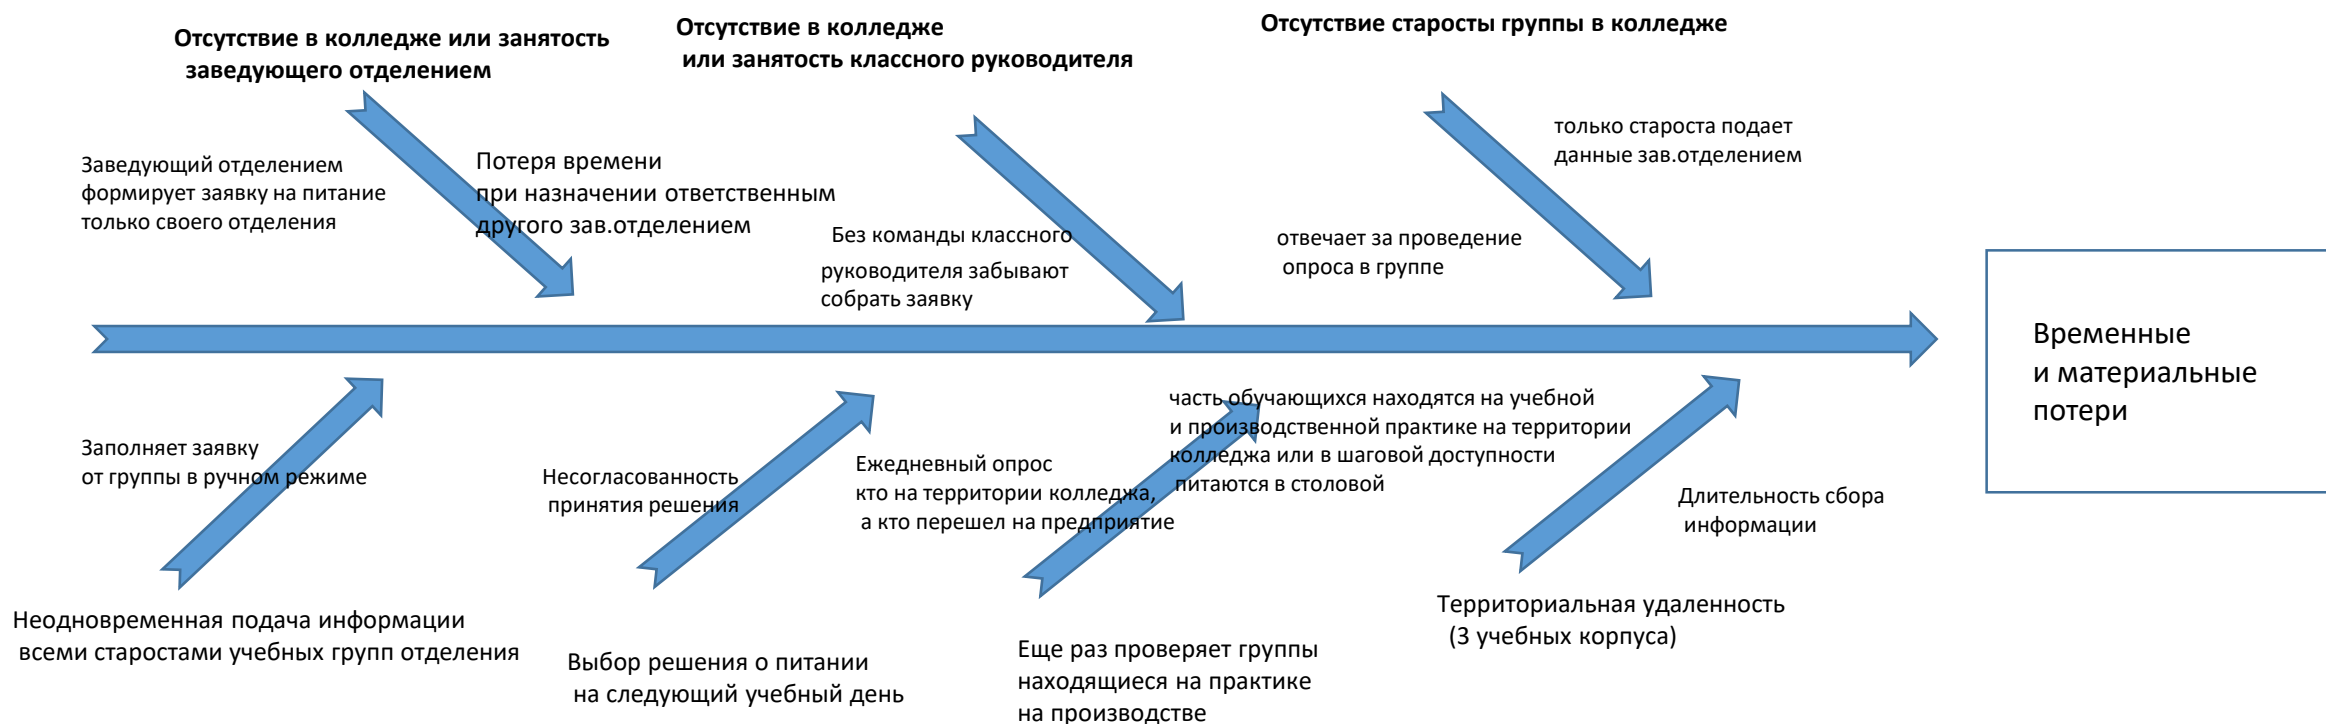 Отсутствие в колледже или занятость
заведующего отделением
Отсутствие в колледже
или занятость классного руководителя
Отсутствие старосты группы в колледже
Заведующий отделением
формирует заявку на питание
только своего отделения
Потеря времени
при назначении ответственным
другого зав.отделением
Без команды классного
руководителя забывают
собрать заявку
отвечает за проведение
опроса в группе
только староста подает
данные зав.отделением
Временные
и материальные
потери
Заполняет заявку
от группы в ручном режиме
Несогласованность
принятия решения
Ежедневный опрос
кто на территории колледжа,
а кто перешел на предприятие
часть обучающихся находятся на учебной
и производственной практике на территории
колледжа или в шаговой доступности
питаются в столовой
Длительность сбора
информации
Неодновременная подача информации
всеми старостами учебных групп отделения
Выбор решения о питании
на следующий учебный день
Еще раз проверяет группы
находящиеся на практике
на производстве
Территориальная удаленность
(3 учебных корпуса)